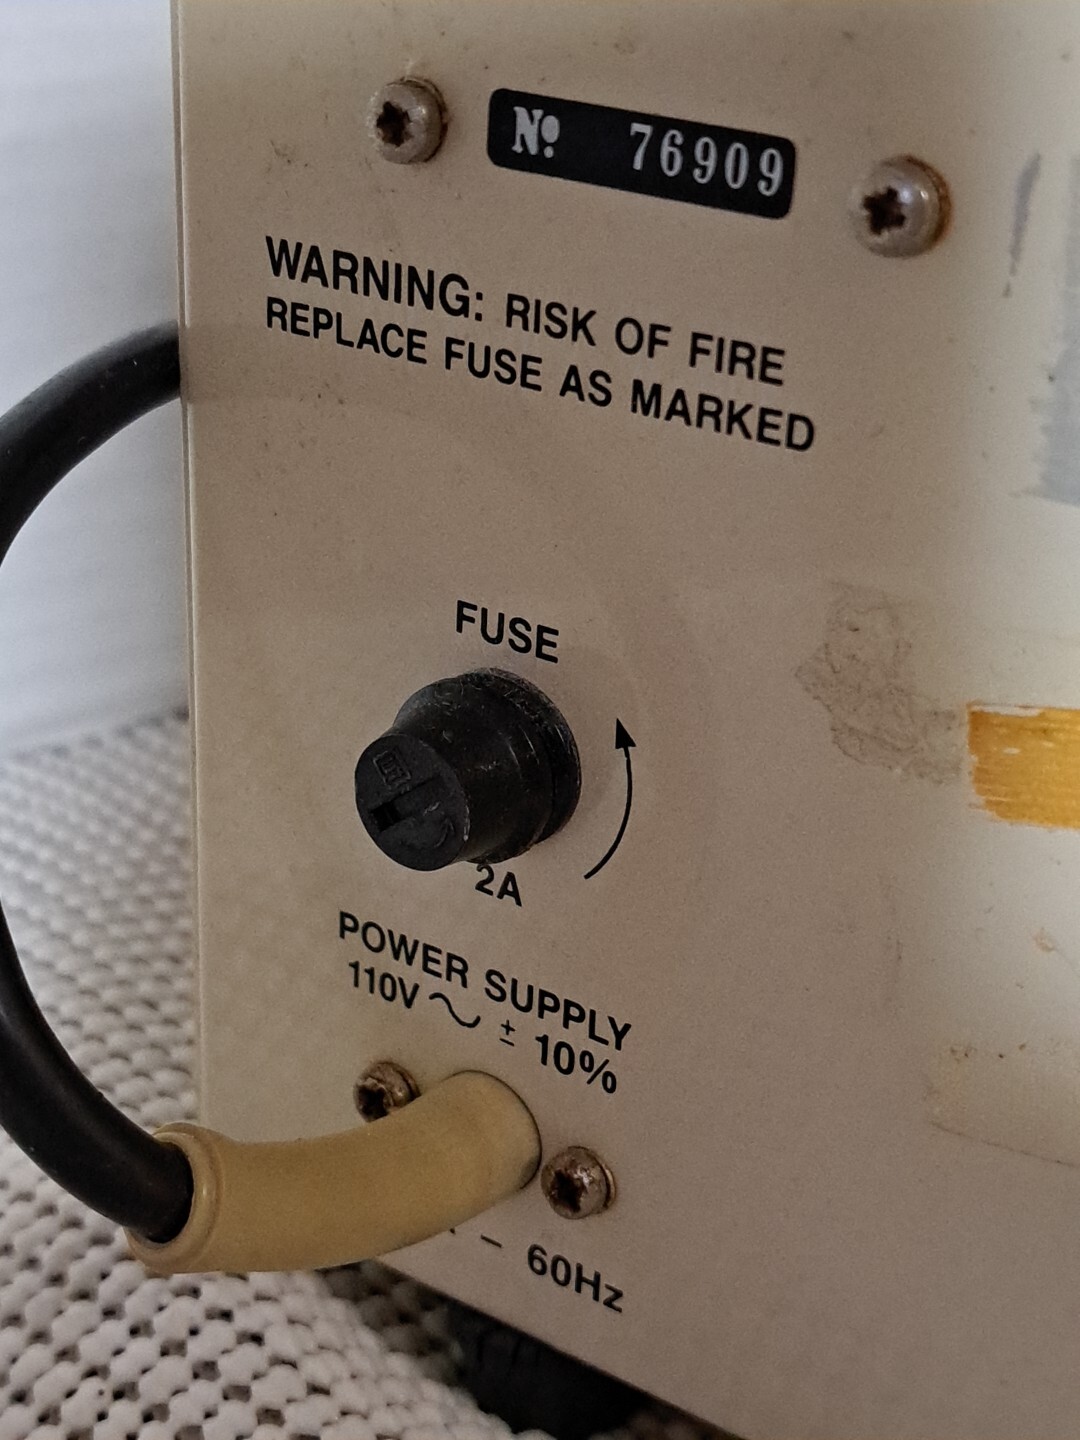 Nº 76909
WARNING: RISK OF FIRE
REPLACE FUSE AS MARKED
FUSE
2A
POWER SUPPLY
110V ~ ± 10%
– 60Hz